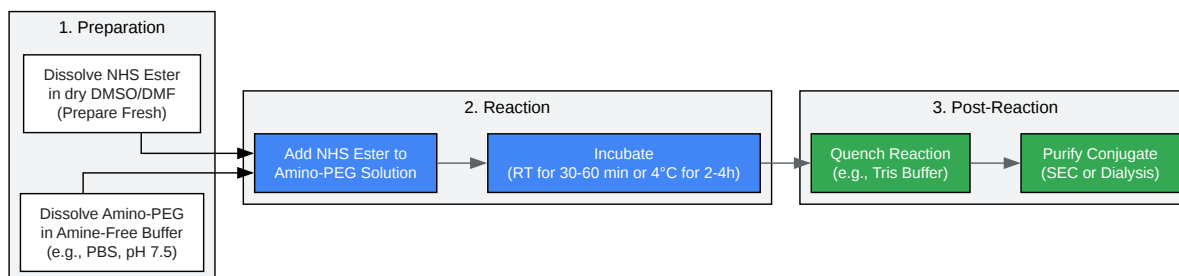 1. Preparation
Dissolve NHS Ester
in dry DMSO/DMF
(Prepare Fresh)
Dissolve Amino-PEG
in Amine-Free Buffer
(e.g., PBS, pH 7.5)
2. Reaction
Add NHS Ester to
Amino-PEG Solution
Incubate
(RT for 30-60 min or 4°C for 2-4h)
3. Post-Reaction
Quench Reaction
(e.g., Tris Buffer)
Purify Conjugate
(SEC or Dialysis)